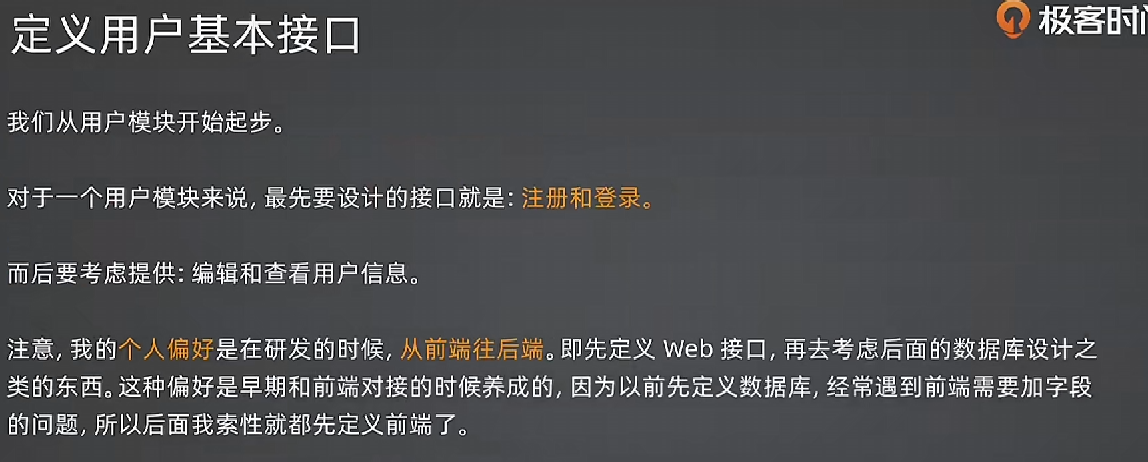 定义用户基本接口
极客时间
我们从用户模块开始起步。
对于一个用户模块来说, 最先要设计的接口就是: 注册和登录。
而后要考虑提供: 编辑和查看用户信息。
注意, 我的个人偏好是在研发的时候, 从前端往后端。即先定义 Web 接口, 再去考虑后面的数据库设计之
类的东西。这种偏好是早期和前端对接的时候养成的, 因为以前先定义数据库, 经常遇到前端需要加字段
的问题, 所以后面我索性就都先定义前端了。